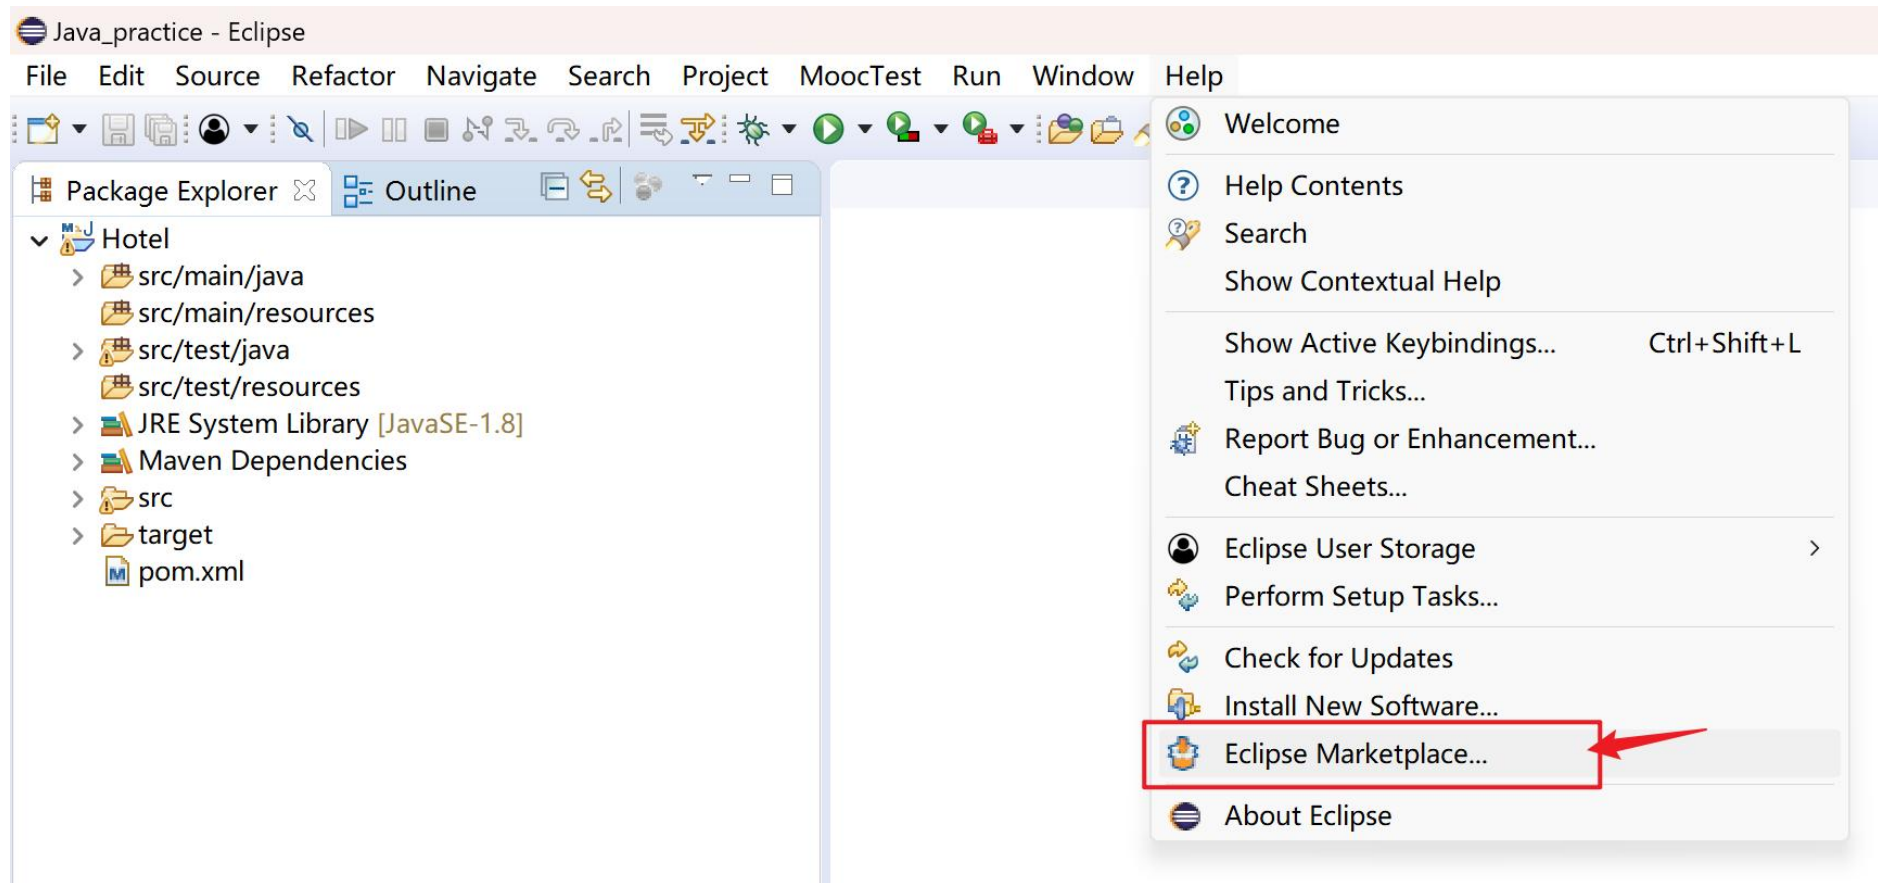 Java_practice - Eclipse
File Edit Source Refactor Navigate Search Project MoocTest Run Window Help
Package Explorer Outline
Hotel
src/main/java
src/main/resources
src/test/java
src/test/resources
JRE System Library [JavaSE-1.8]
Maven Dependencies
src
target
pom.xml
Welcome
Help Contents
Search
Show Contextual Help
Show Active Keybindings... Ctrl+Shift+L
Tips and Tricks...
Report Bug or Enhancement...
Cheat Sheets...
Eclipse User Storage
Perform Setup Tasks...
Check for Updates
Install New Software...
Eclipse Marketplace...
About Eclipse